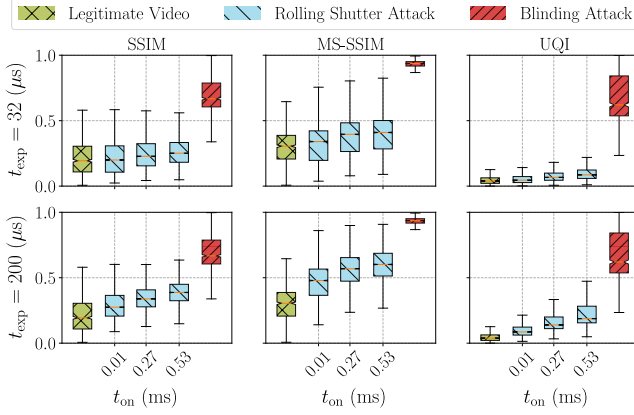 Legitimate Video Rolling Shutter Attack Blinding Attack
SSIM MS-SSIM UQI
t_exp = 32 (μs)
1.0
0.5
0.0
t_exp = 200 (μs)
1.0
0.5
0.0
0.01 0.27 0.53 0.01 0.27 0.53 0.01 0.27 0.53
t_on (ms) t_on (ms) t_on (ms)